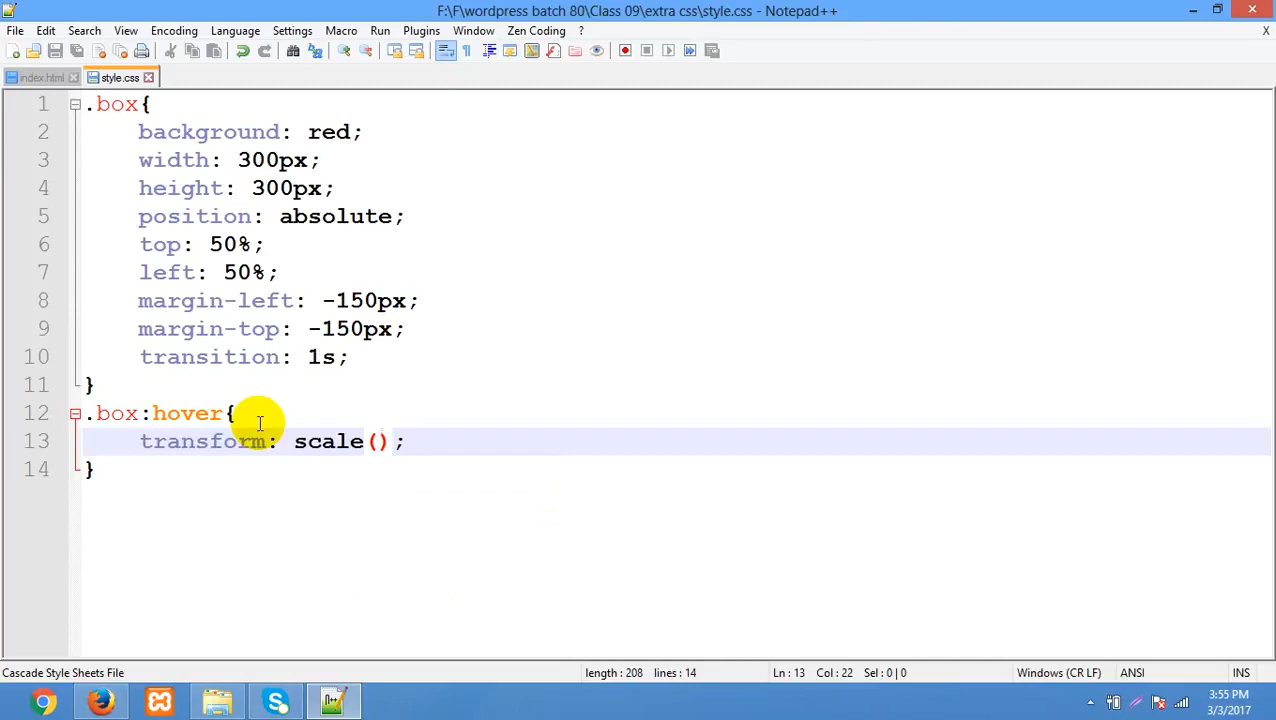 F:\F\wordpress batch 80\Class 09\extra css\style.css - Notepad++
File Edit Search View Encoding Language Settings Macro Run Plugins Window Zen Coding ? X
index.html style.css
1 .box{
2 background: red;
3 width: 300px;
4 height: 300px;
5 position: absolute;
6 top: 50%;
7 left: 50%;
8 margin-left: -150px;
9 margin-top: -150px;
10 transition: 1s;
11 }
12 .box:hover{
13 transform: scale();
14 }
Cascade Style Sheets File length : 208 lines : 14 Ln : 13 Col : 22 Sel : 0 | 0 Windows (CR LF) ANSI INS
3:55 PM
3/3/2017